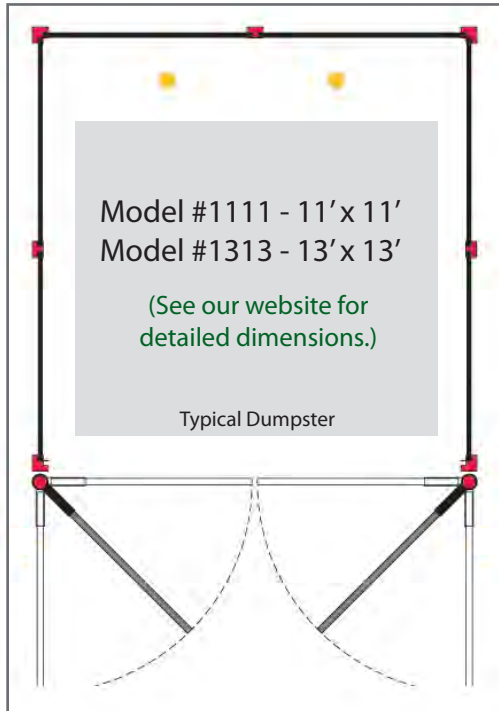 Model #1111 - 11' x 11'
Model #1313 - 13' x 13'
(See our website for
detailed dimensions.)
Typical Dumpster